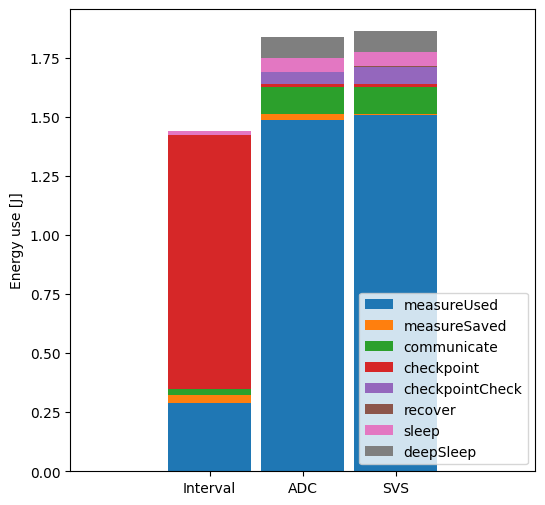 Energy use [J]
1.75
1.50
1.25
1.00
0.75
0.50
0.25
0.00
Interval
ADC
SVS
measureUsed
measureSaved
communicate
checkpoint
checkpointCheck
recover
sleep
deepSleep